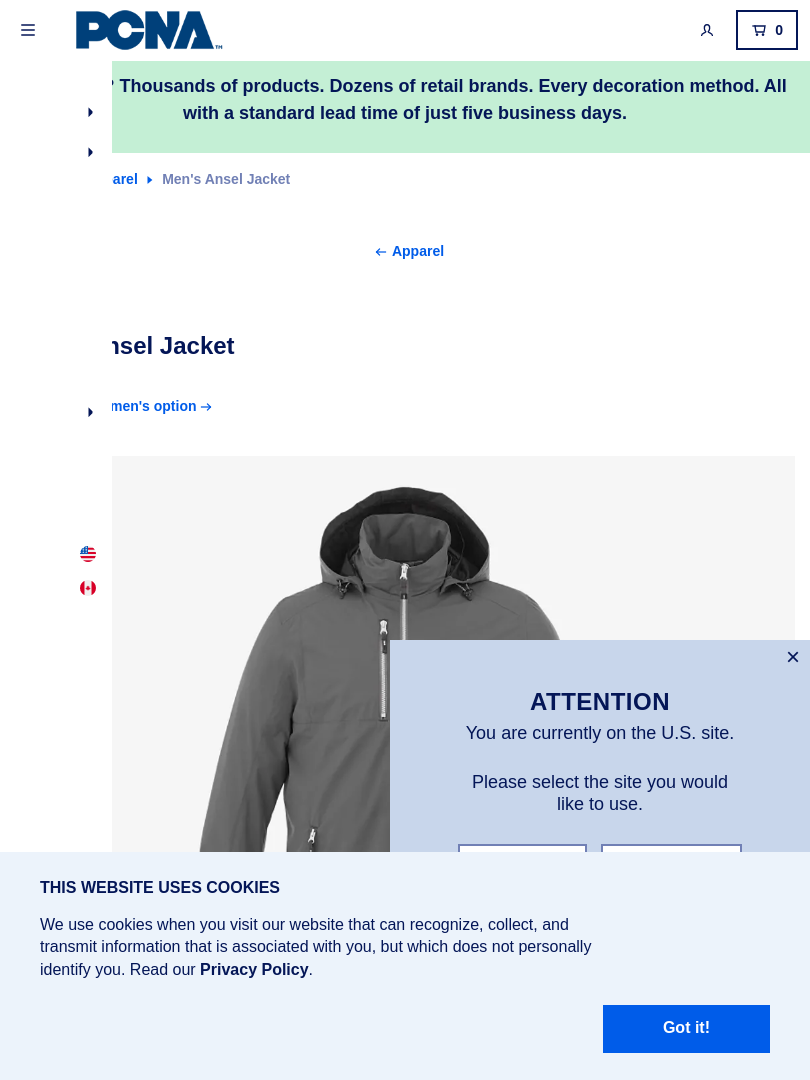 PCNA™
0
? Thousands of products. Dozens of retail brands. Every decoration method. All
with a standard lead time of just five business days.
Men's Ansel Jacket
Apparel
Jacket
option
ATTENTION
You are currently on the U.S. site.
Please select the site you would
like to use.
THIS WEBSITE USES COOKIES
We use cookies when you visit our website that can recognize, collect, and
transmit information that is associated with you, but which does not personally
identify you. Read our Privacy Policy.
Got it!